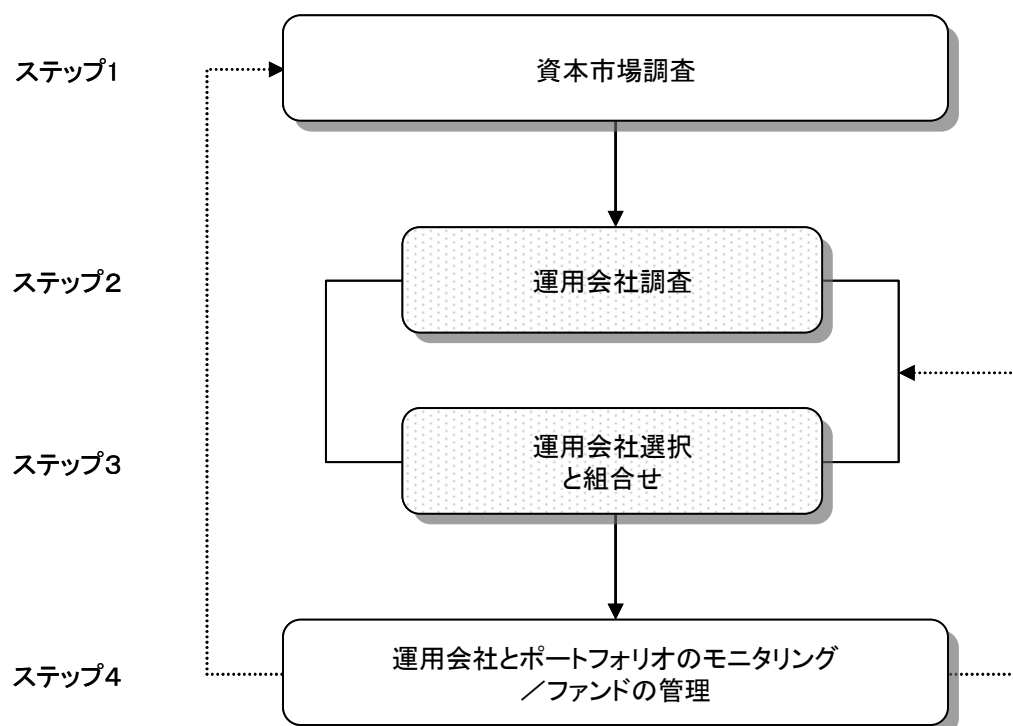 ステップ1
資本市場調査
ステップ2
運用会社調査
ステップ3
運用会社選択
と組合せ
ステップ4
運用会社とポートフォリオのモニタリング
／ファンドの管理